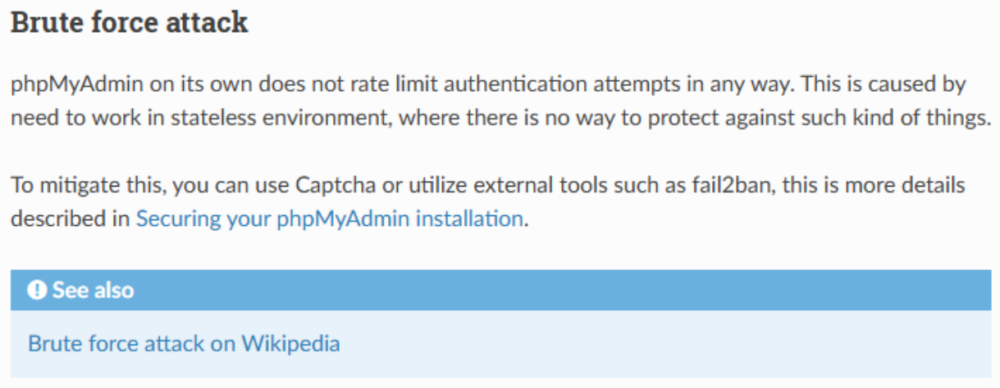 Brute force attack
phpMyAdmin on its own does not rate limit authentication attempts in any way. This is caused by
need to work in stateless environment, where there is no way to protect against such kind of things.
To mitigate this, you can use Captcha or utilize external tools such as fail2ban, this is more details
described in Securing your phpMyAdmin installation.
See also
Brute force attack on Wikipedia